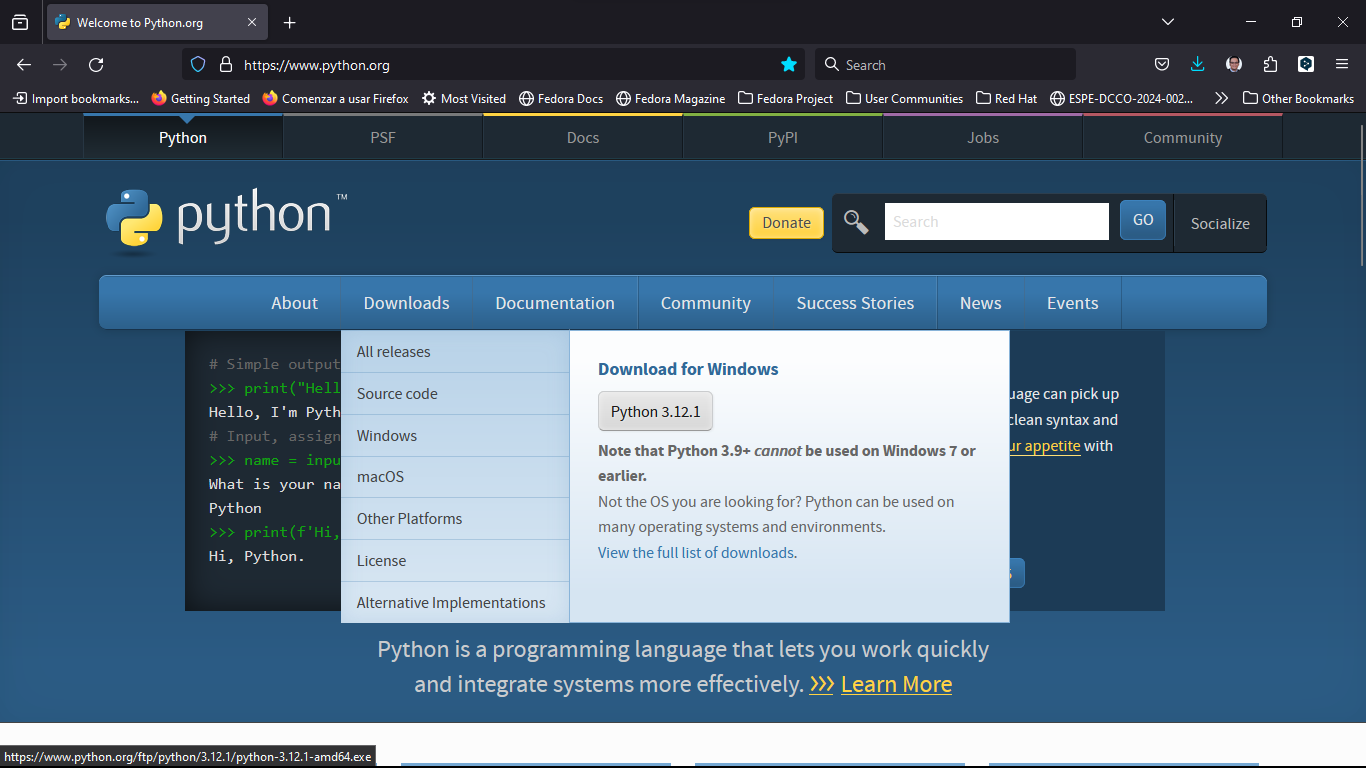 Welcome to Python.org
https://www.python.org
Search
Import bookmarks...
Getting Started
Comenzar a usar Firefox
Most Visited
Fedora Docs
Fedora Magazine
Fedora Project
User Communities
Red Hat
ESPE-DCCO-2024-002...
Other Bookmarks
Python
PSF
Docs
PyPI
Jobs
Community
python™
Donate
Search
GO
Socialize
About
Downloads
Documentation
Community
Success Stories
News
Events
# Simple output
>>> print("Hell
Hello, I'm Pyth
# Input, assign
>>> name = inpu
What is your na
Python
>>> print(f'Hi,
Hi, Python.
All releases
Source code
Windows
macOS
Other Platforms
License
Alternative Implementations
Download for Windows
Python 3.12.1
Note that Python 3.9+ cannot be used on Windows 7 or
earlier.
Not the OS you are looking for? Python can be used on
many operating systems and environments.
View the full list of downloads.
uage can pick up
clean syntax and
ur appetite with
Python is a programming language that lets you work quickly
and integrate systems more effectively. >>> Learn More
https://www.python.org/ftp/python/3.12.1/python-3.12.1-amd64.exe